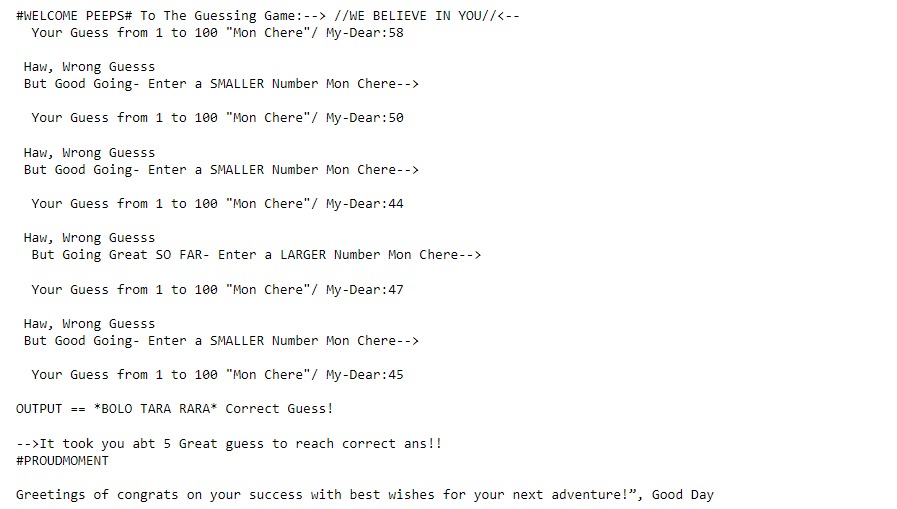 #WELCOME PEEPS# To The Guessing Game:--> //WE BELIEVE IN YOU//<--
Your Guess from 1 to 100 "Mon Chere"/ My-Dear:58
Haw, Wrong Guesss
But Good Going- Enter a SMALLER Number Mon Chere-->
Your Guess from 1 to 100 "Mon Chere"/ My-Dear:50
Haw, Wrong Guesss
But Good Going- Enter a SMALLER Number Mon Chere-->
Your Guess from 1 to 100 "Mon Chere"/ My-Dear:44
Haw, Wrong Guesss
But Going Great SO FAR- Enter a LARGER Number Mon Chere-->
Your Guess from 1 to 100 "Mon Chere"/ My-Dear:47
Haw, Wrong Guesss
But Good Going- Enter a SMALLER Number Mon Chere-->
Your Guess from 1 to 100 "Mon Chere"/ My-Dear:45
OUTPUT == *BOLO TARA RARA* Correct Guess!
-->It took you abt 5 Great guess to reach correct ans!!
#PROUDMOMENT
Greetings of congrats on your success with best wishes for your next adventure!”, Good Day